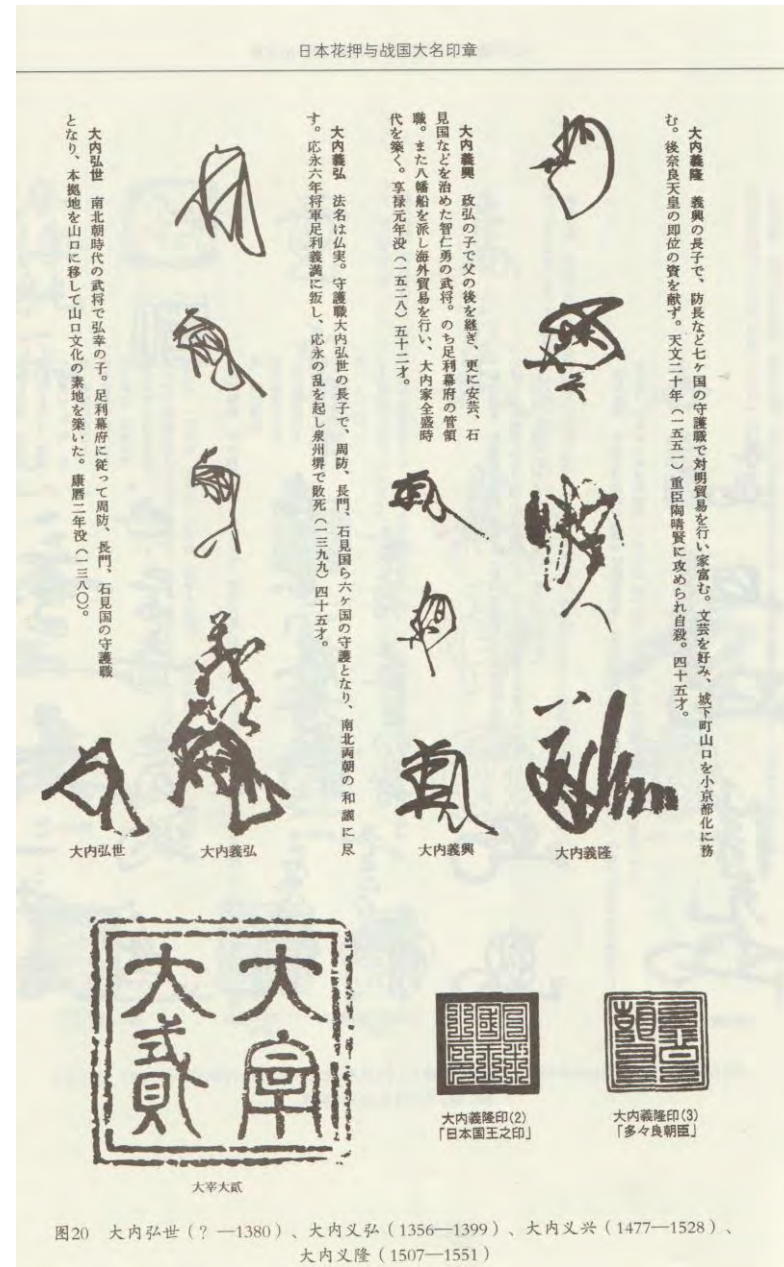 日本花押与战国大名印章
大内義隆　義興の長子で、防長など七ケ国の守護職で対明貿易を行い家富む。文芸を好み、城下町山口を小京都化に務
む。後奈良天皇の即位の資を献ず。天文二十年（一五五一）重臣陶晴賢に攻められ自殺。四十五才。
大内義興　政弘の子で父の後を継ぎ、更に安芸、石
見国などを治めた智仁勇の武将。のち足利幕府の管領
職。また八幡船を派し海外貿易を行い、大内家全盛時
代を築く。享禄元年没（一五二八）五十二才。
大内義弘　法名は仏実。守護職大内弘世の長子で、周防、長門、石見国ら六ケ国の守護となり、南北両朝の和議に尽
す。応永六年将軍足利義満に叛し、応永の乱を起し泉州堺で敗死（一三九九）四十五才。
大内弘世　南北朝時代の武将で弘幸の子。足利幕府に従って周防、長門、石見国の守護職
となり、本拠地を山口に移して山口文化の素地を築いた。康暦二年没（一三八〇）。
大内弘世
大内義弘
大内義興
大内義隆
大宰
大貳
大宰大貳
大内義隆印(2)
「日本国王之印」
大内義隆印(3)
「多々良朝臣」
图20　大内弘世（？—1380）、大内义弘（1356—1399）、大内义兴（1477—1528）、
大内义隆（1507—1551）